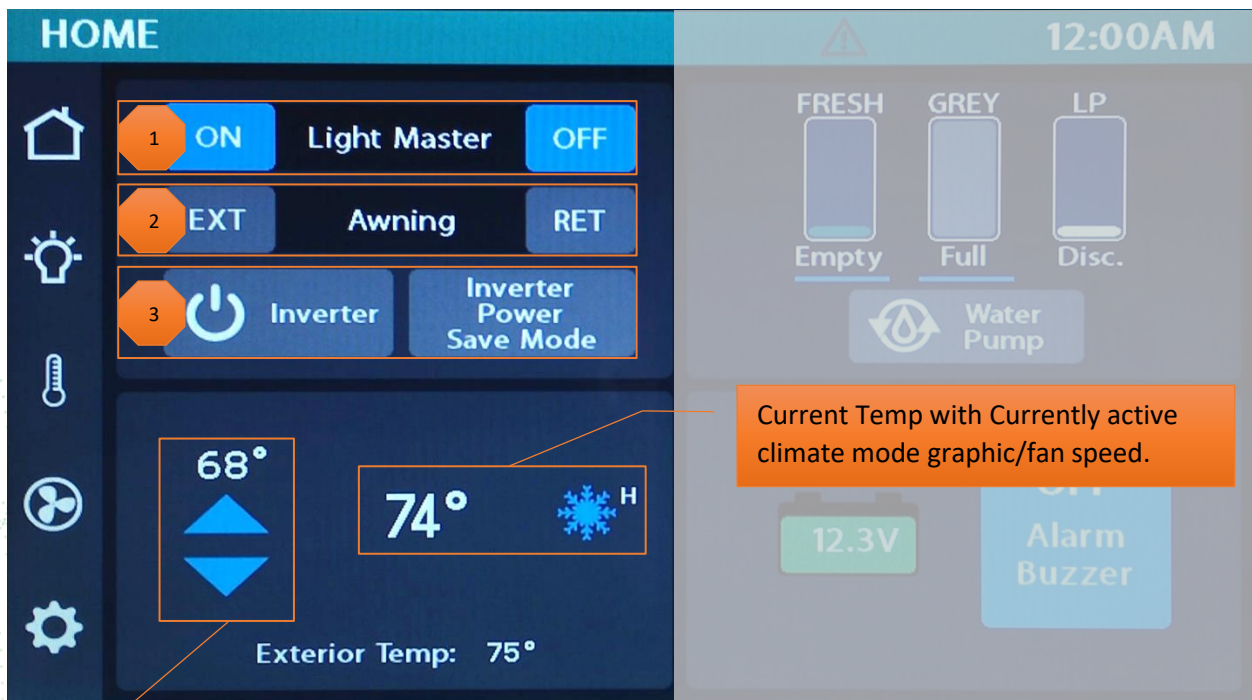 HOME
12:00AM
1 ON Light Master OFF
2 EXT Awning RET
3 Inverter
Inverter
Power
Save Mode
68°
74° H
Exterior Temp: 75°
FRESH GREY LP
Empty Full Disc.
Water
Pump
Current Temp with Currently active
climate mode graphic/fan speed.
12.3V
OFF
Alarm
Buzzer